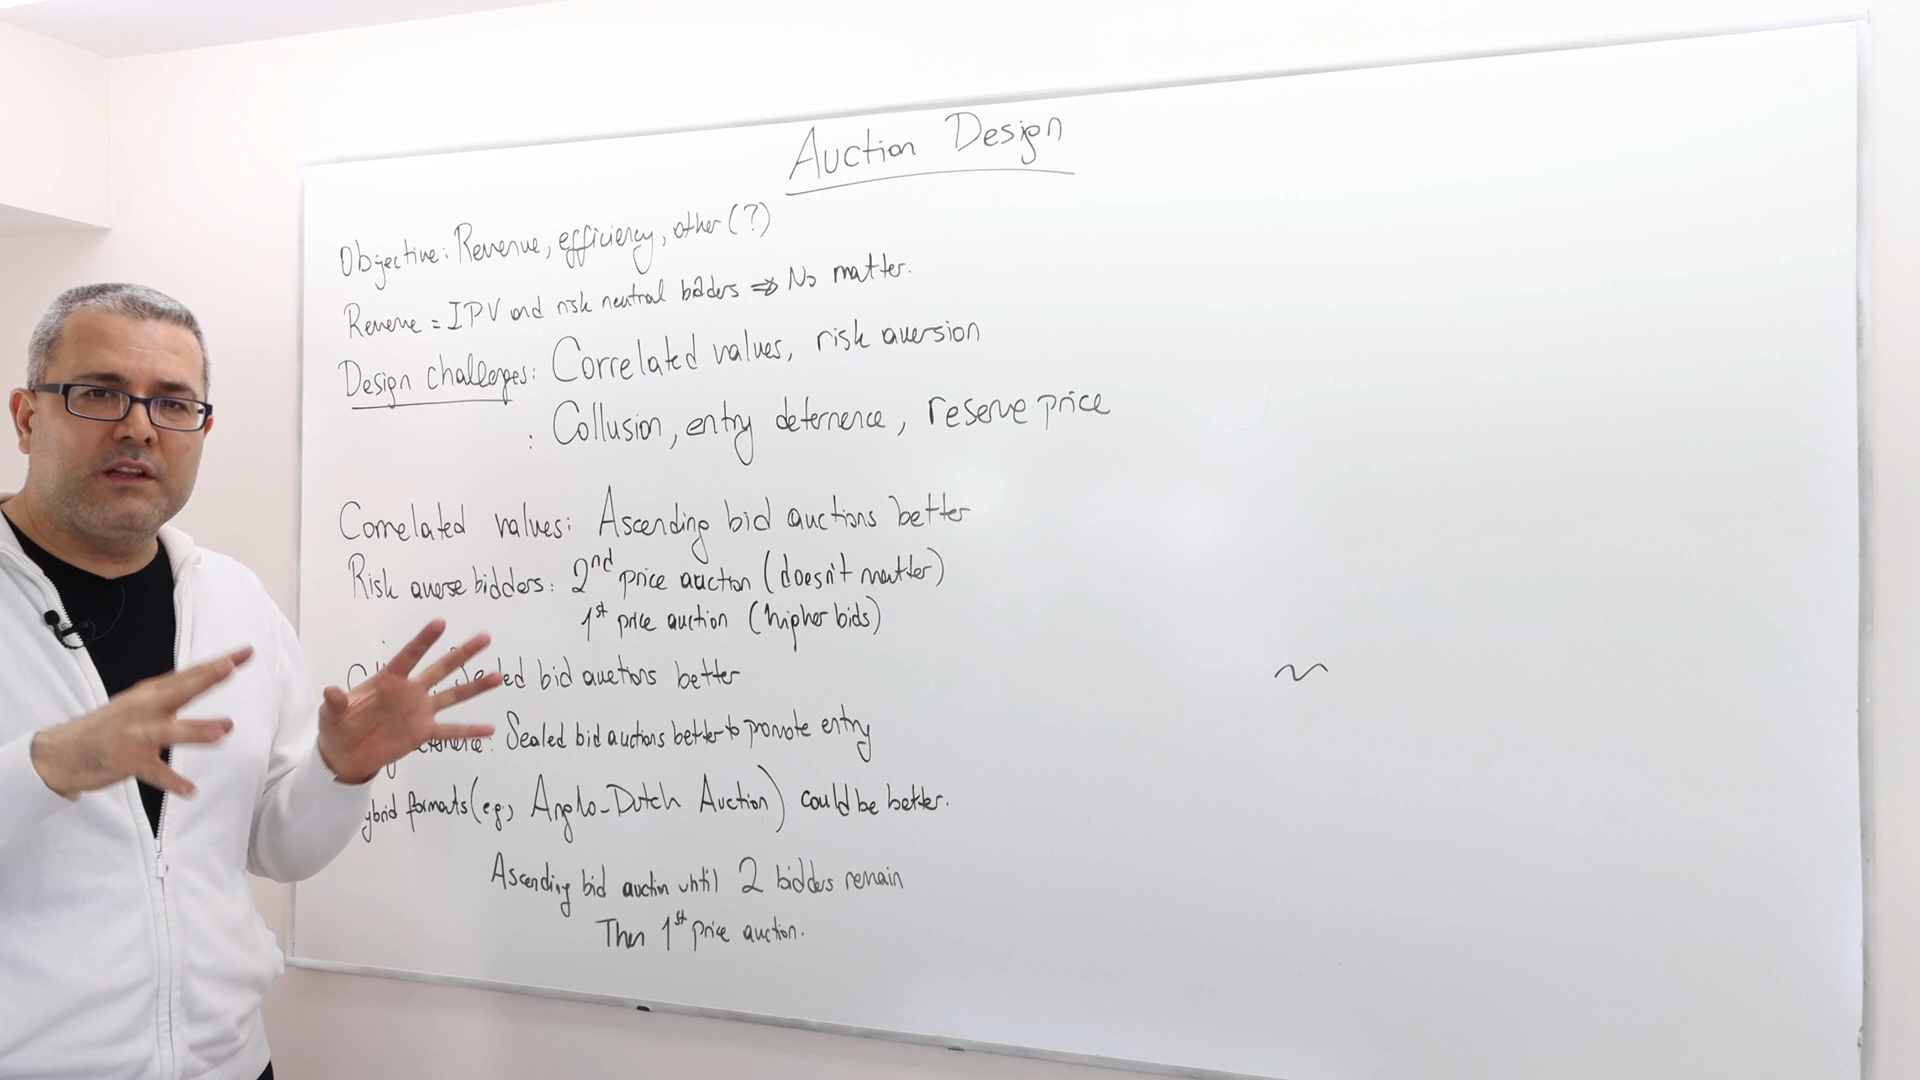 Auction Design
Objective: Revenue, efficiency, other (?)
Revenue = IPV and risk neutral bidders ⇒ No matter.
Design challenges: Correlated values, risk aversion
: Collusion, entry deterrence, reserve price
Correlated values: Ascending bid auctions better
Risk averse bidders: 2nd price auction (doesn't matter)
1st price auction (higher bids)
bid auctions better
Sealed bid auctions better to promote entry
formats (e.g., Anglo-Dutch Auction) could be better.
Ascending bid auction until 2 bidders remain
Then 1st price auction.